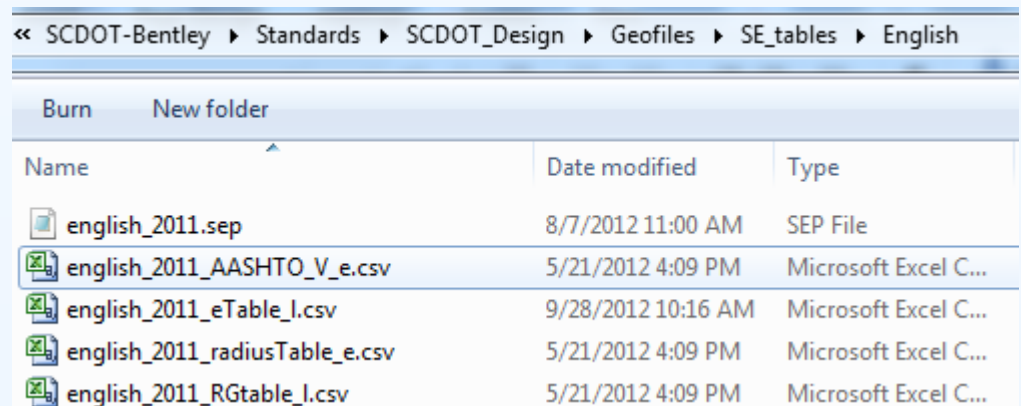 « SCDOT-Bentley ▸ Standards ▸ SCDOT_Design ▸ Geofiles ▸ SE_tables ▸ English
Burn New folder
Name Date modified Type
english_2011.sep 8/7/2012 11:00 AM SEP File
english_2011_AASHTO_V_e.csv 5/21/2012 4:09 PM Microsoft Excel C...
english_2011_eTable_l.csv 9/28/2012 10:16 AM Microsoft Excel C...
english_2011_radiusTable_e.csv 5/21/2012 4:09 PM Microsoft Excel C...
english_2011_RGtable_l.csv 5/21/2012 4:09 PM Microsoft Excel C...